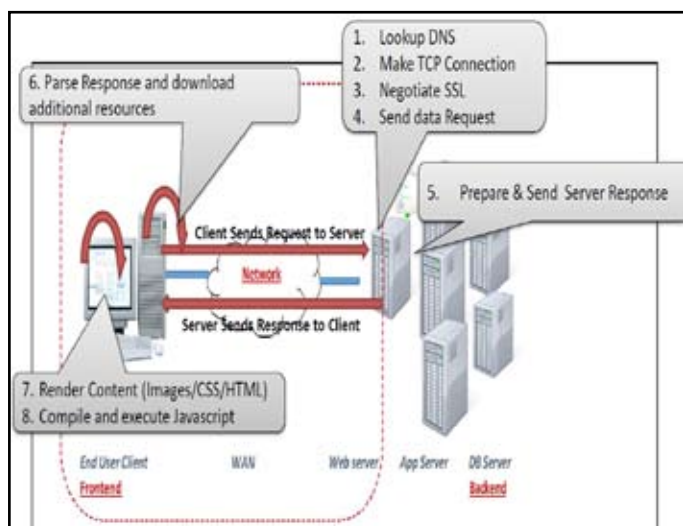 1. Lookup DNS
2. Make TCP Connection
3. Negotiate SSL
4. Send data Request
6. Parse Response and download
additional resources
5. Prepare & Send Server Response
Client Sends Request to Server
Network
Server Sends Response to Client
7. Render Content (Images/CSS/HTML)
8. Compile and execute Javascript
End User Client WAN Web server App Server DB Server
Frontend Backend